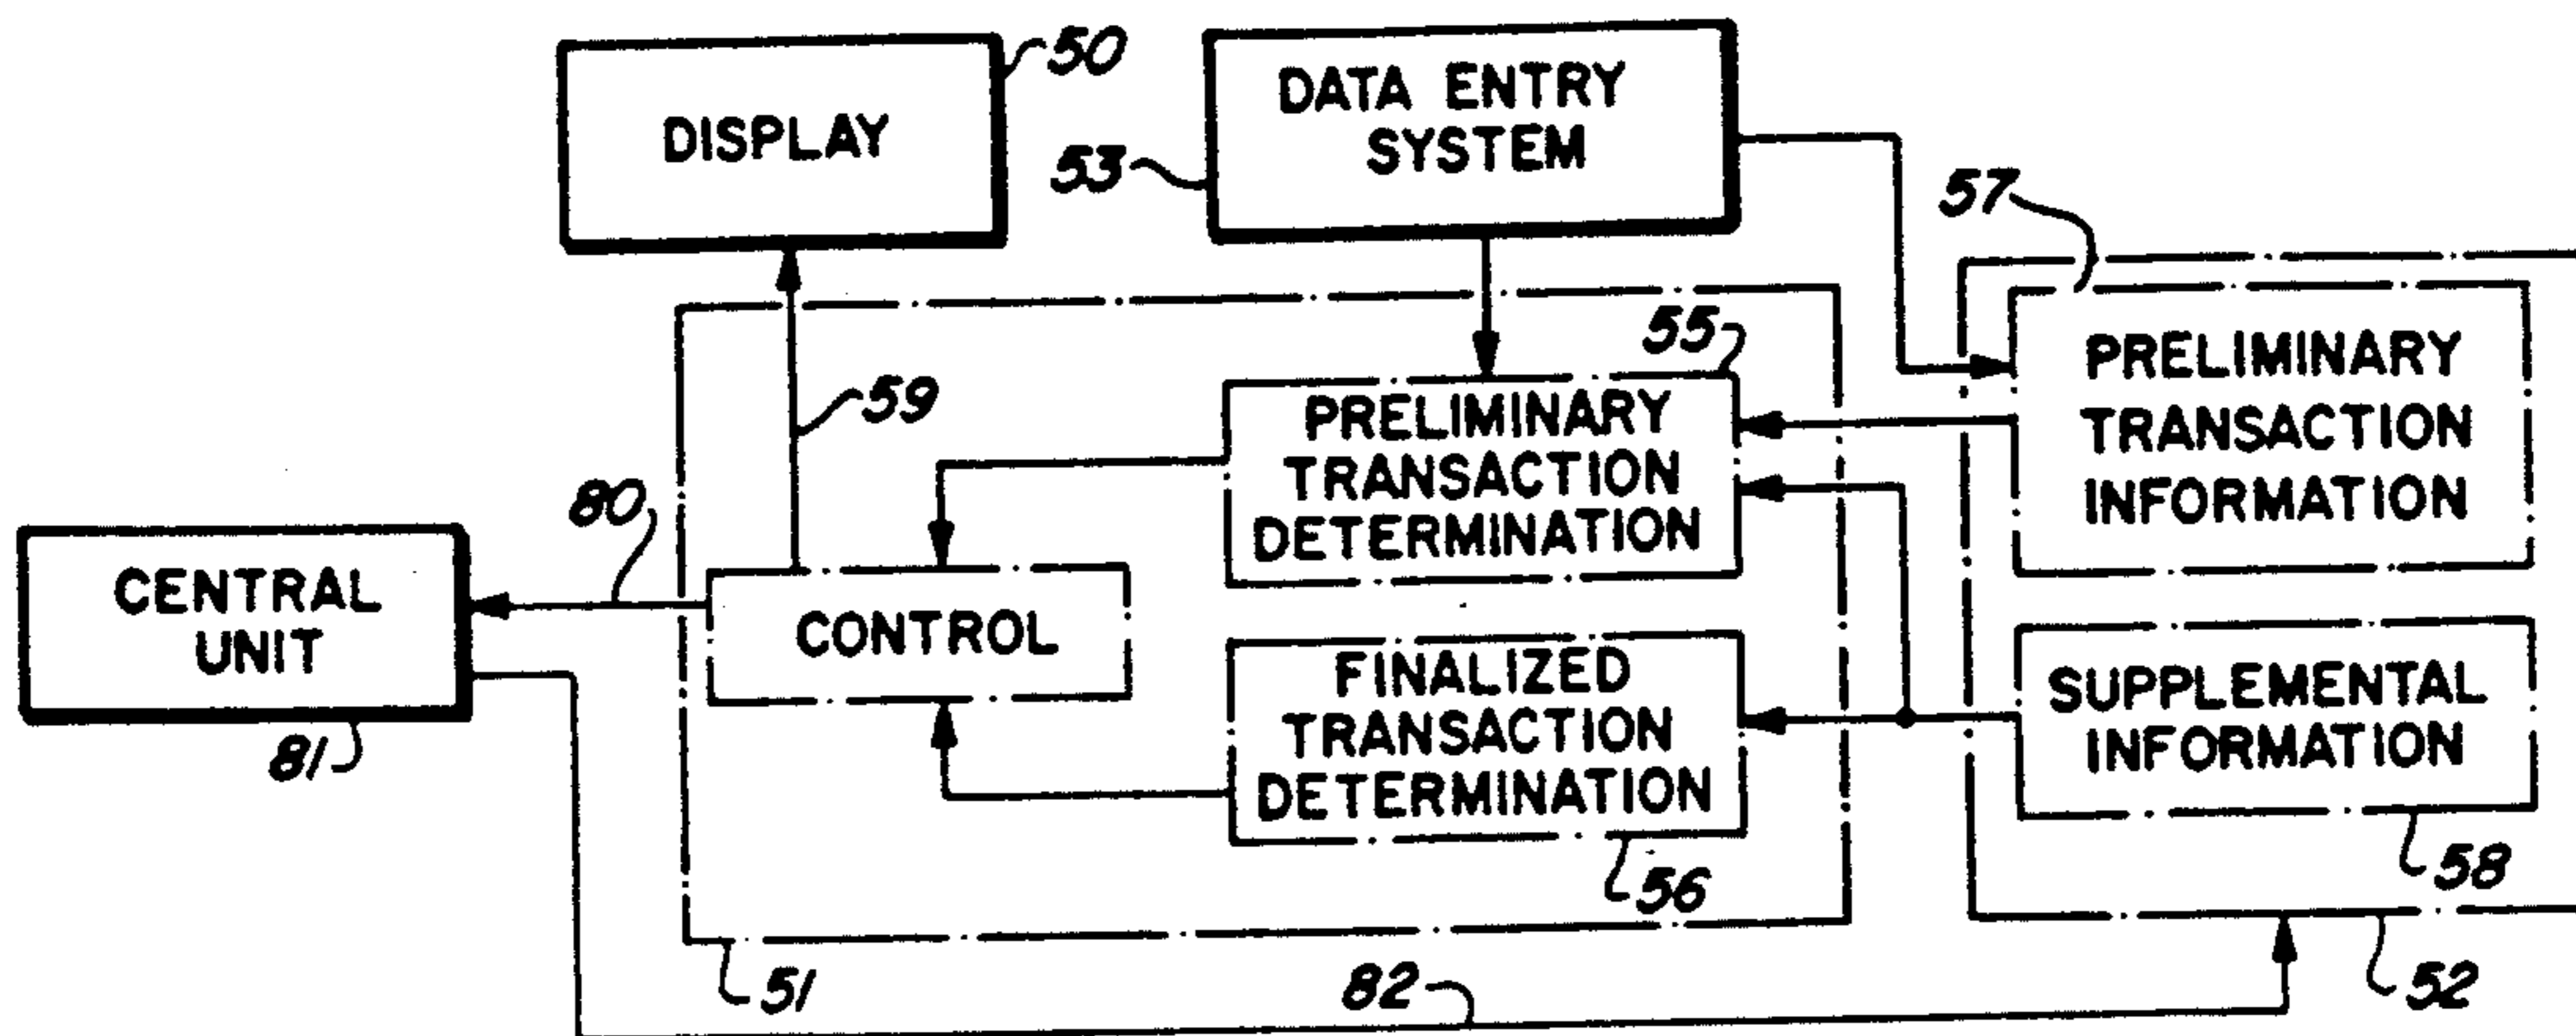 DISPLAY
50
DATA ENTRY
SYSTEM
53
57
PRELIMINARY
TRANSACTION
INFORMATION
55
PRELIMINARY
TRANSACTION
DETERMINATION
59
80
CENTRAL
UNIT
81
CONTROL
FINALIZED
TRANSACTION
DETERMINATION
56
SUPPLEMENTAL
INFORMATION
58
51
82
52